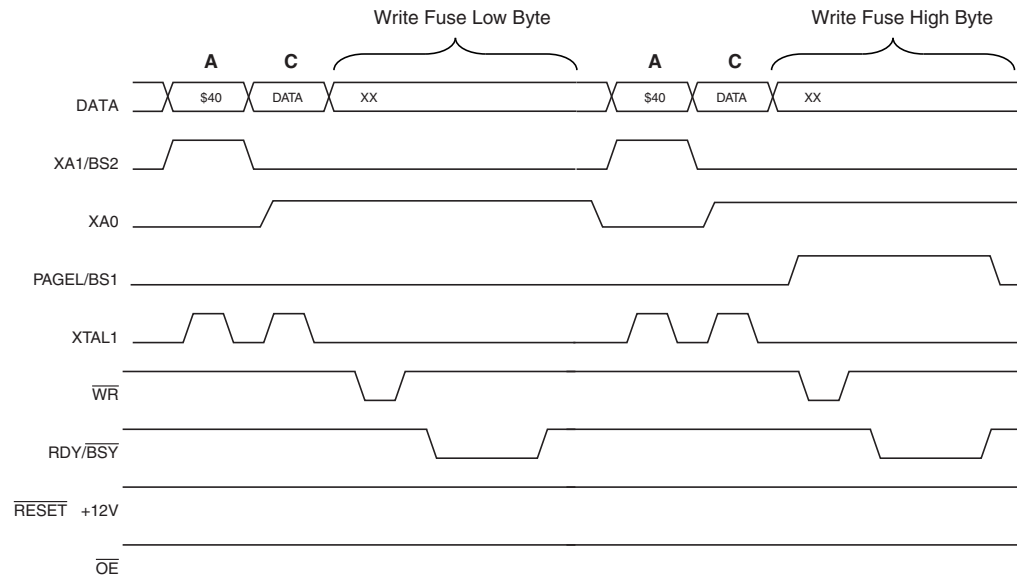 Write Fuse Low Byte
Write Fuse High Byte
A
C
A
C
DATA
$40
DATA
XX
$40
DATA
XX
XA1/BS2
XA0
PAGEL/BS1
XTAL1
WR
RDY/BSY
RESET +12V
OE